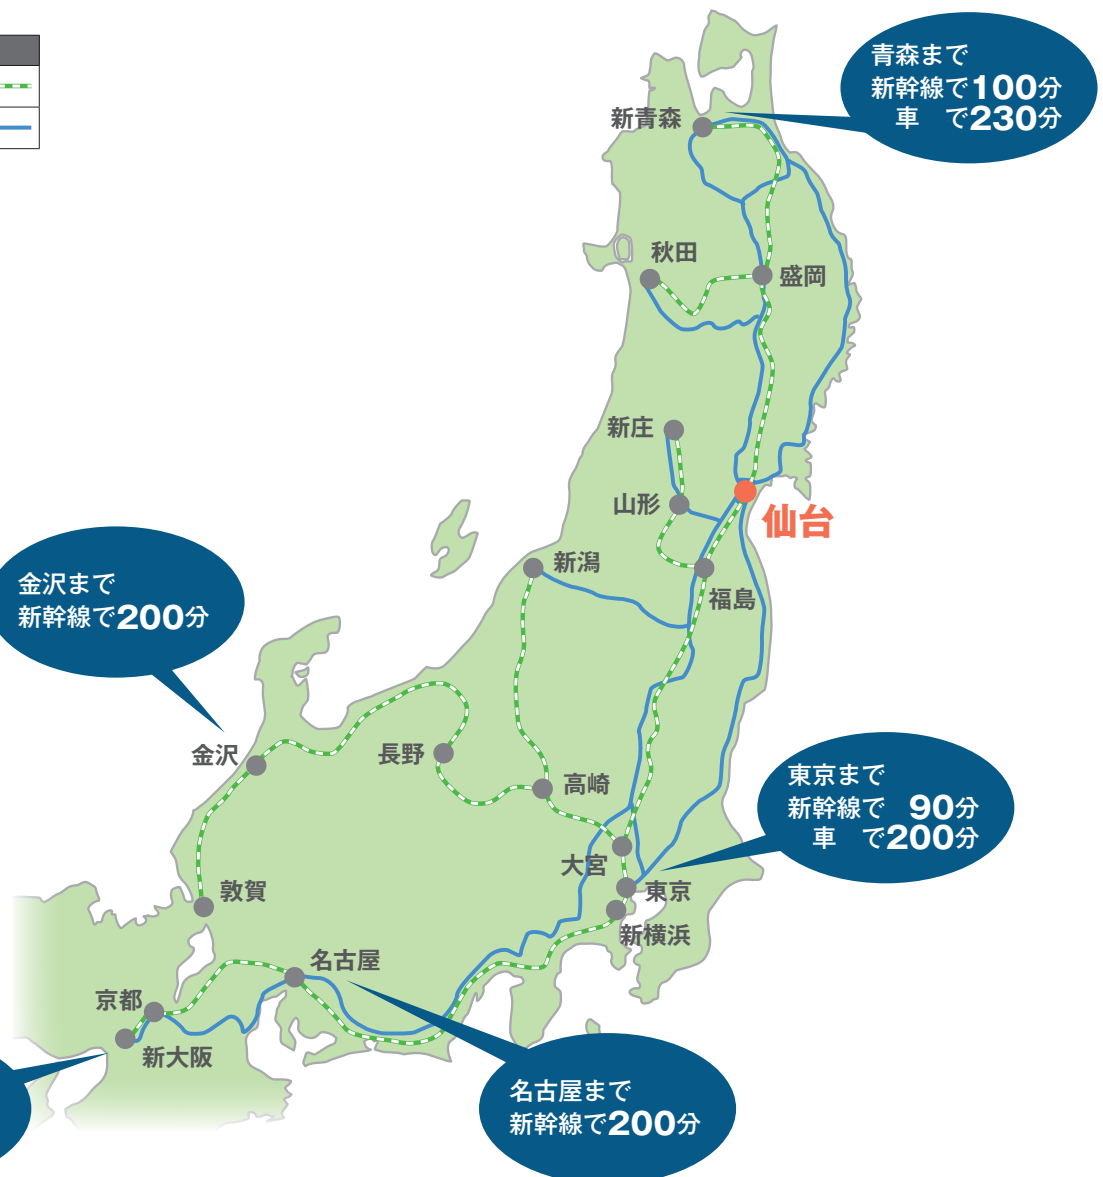 青森まで
新幹線で100分
車　で230分
新青森
秋田
盛岡
新庄
山形
仙台
新潟
福島
金沢まで
新幹線で200分
金沢
長野
高崎
東京まで
新幹線で　90分
車　で200分
大宮
東京
敦賀
新横浜
名古屋
京都
新大阪
名古屋まで
新幹線で200分